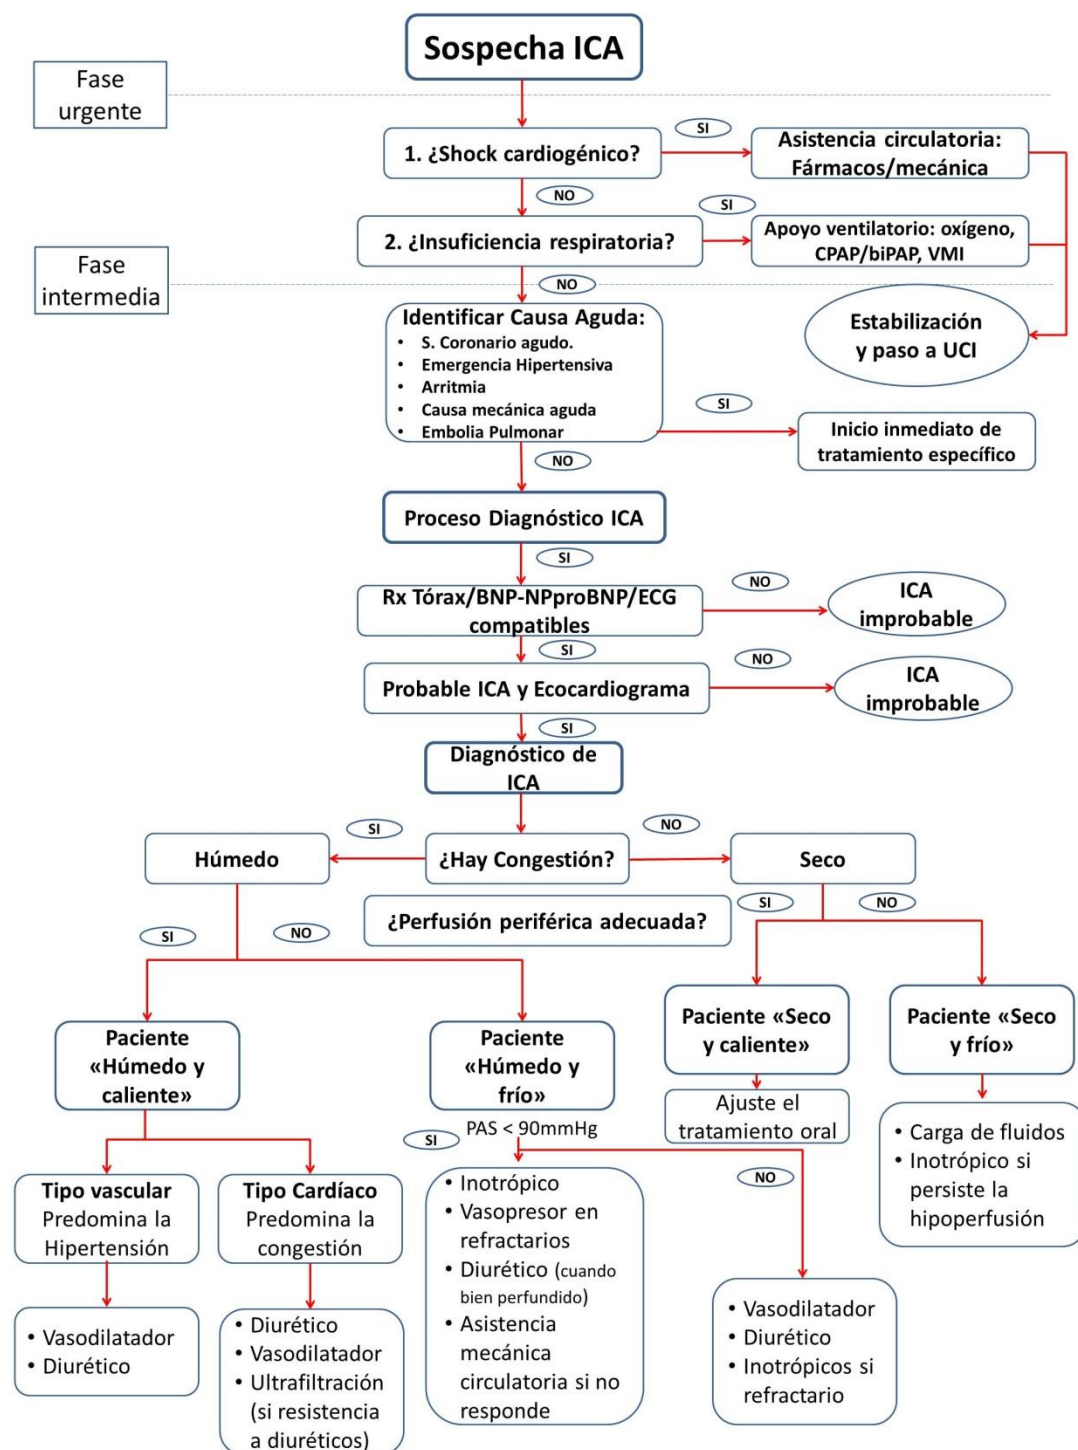 Sospecha ICA
Fase
urgente
SI
1. ¿Shock cardiogénico?
Asistencia circulatoria:
Fármacos/mecánica
NO
SI
2. ¿Insuficiencia respiratoria?
Apoyo ventilatorio: oxígeno,
CPAP/biPAP, VMI
Fase
intermedia
NO
Identificar Causa Aguda:
• S. Coronario agudo.
• Emergencia Hipertensiva
• Arritmia
• Causa mecánica aguda
• Embolia Pulmonar
Estabilización
y paso a UCI
SI
Inicio inmediato de
tratamiento específico
NO
Proceso Diagnóstico ICA
SI
Rx Tórax/BNP-NPproBNP/ECG
compatibles
NO
ICA
improbable
SI
Probable ICA y Ecocardiograma
NO
ICA
improbable
SI
Diagnóstico de
ICA
SI
NO
Húmedo
¿Hay Congestión?
Seco
¿Perfusión periférica adecuada?
SI
NO
SI
NO
Paciente
«Húmedo y
caliente»
Paciente
«Húmedo y
frío»
Paciente «Seco
y caliente»
Paciente «Seco
y frío»
Ajuste el
tratamiento oral
• Carga de fluidos
• Inotrópico si
persiste la
hipoperfusión
SI
PAS < 90mmHg
NO
Tipo vascular
Predomina la
Hipertensión
Tipo Cardíaco
Predomina la
congestión
• Vasodilatador
• Diurético
• Diurético
• Vasodilatador
• Ultrafiltración
(si resistencia
a diuréticos)
• Inotrópico
• Vasopresor en
refractarios
• Diurético (cuando
bien perfundido)
• Asistencia
mecánica
circulatoria si no
responde
• Vasodilatador
• Diurético
• Inotrópicos si
refractario